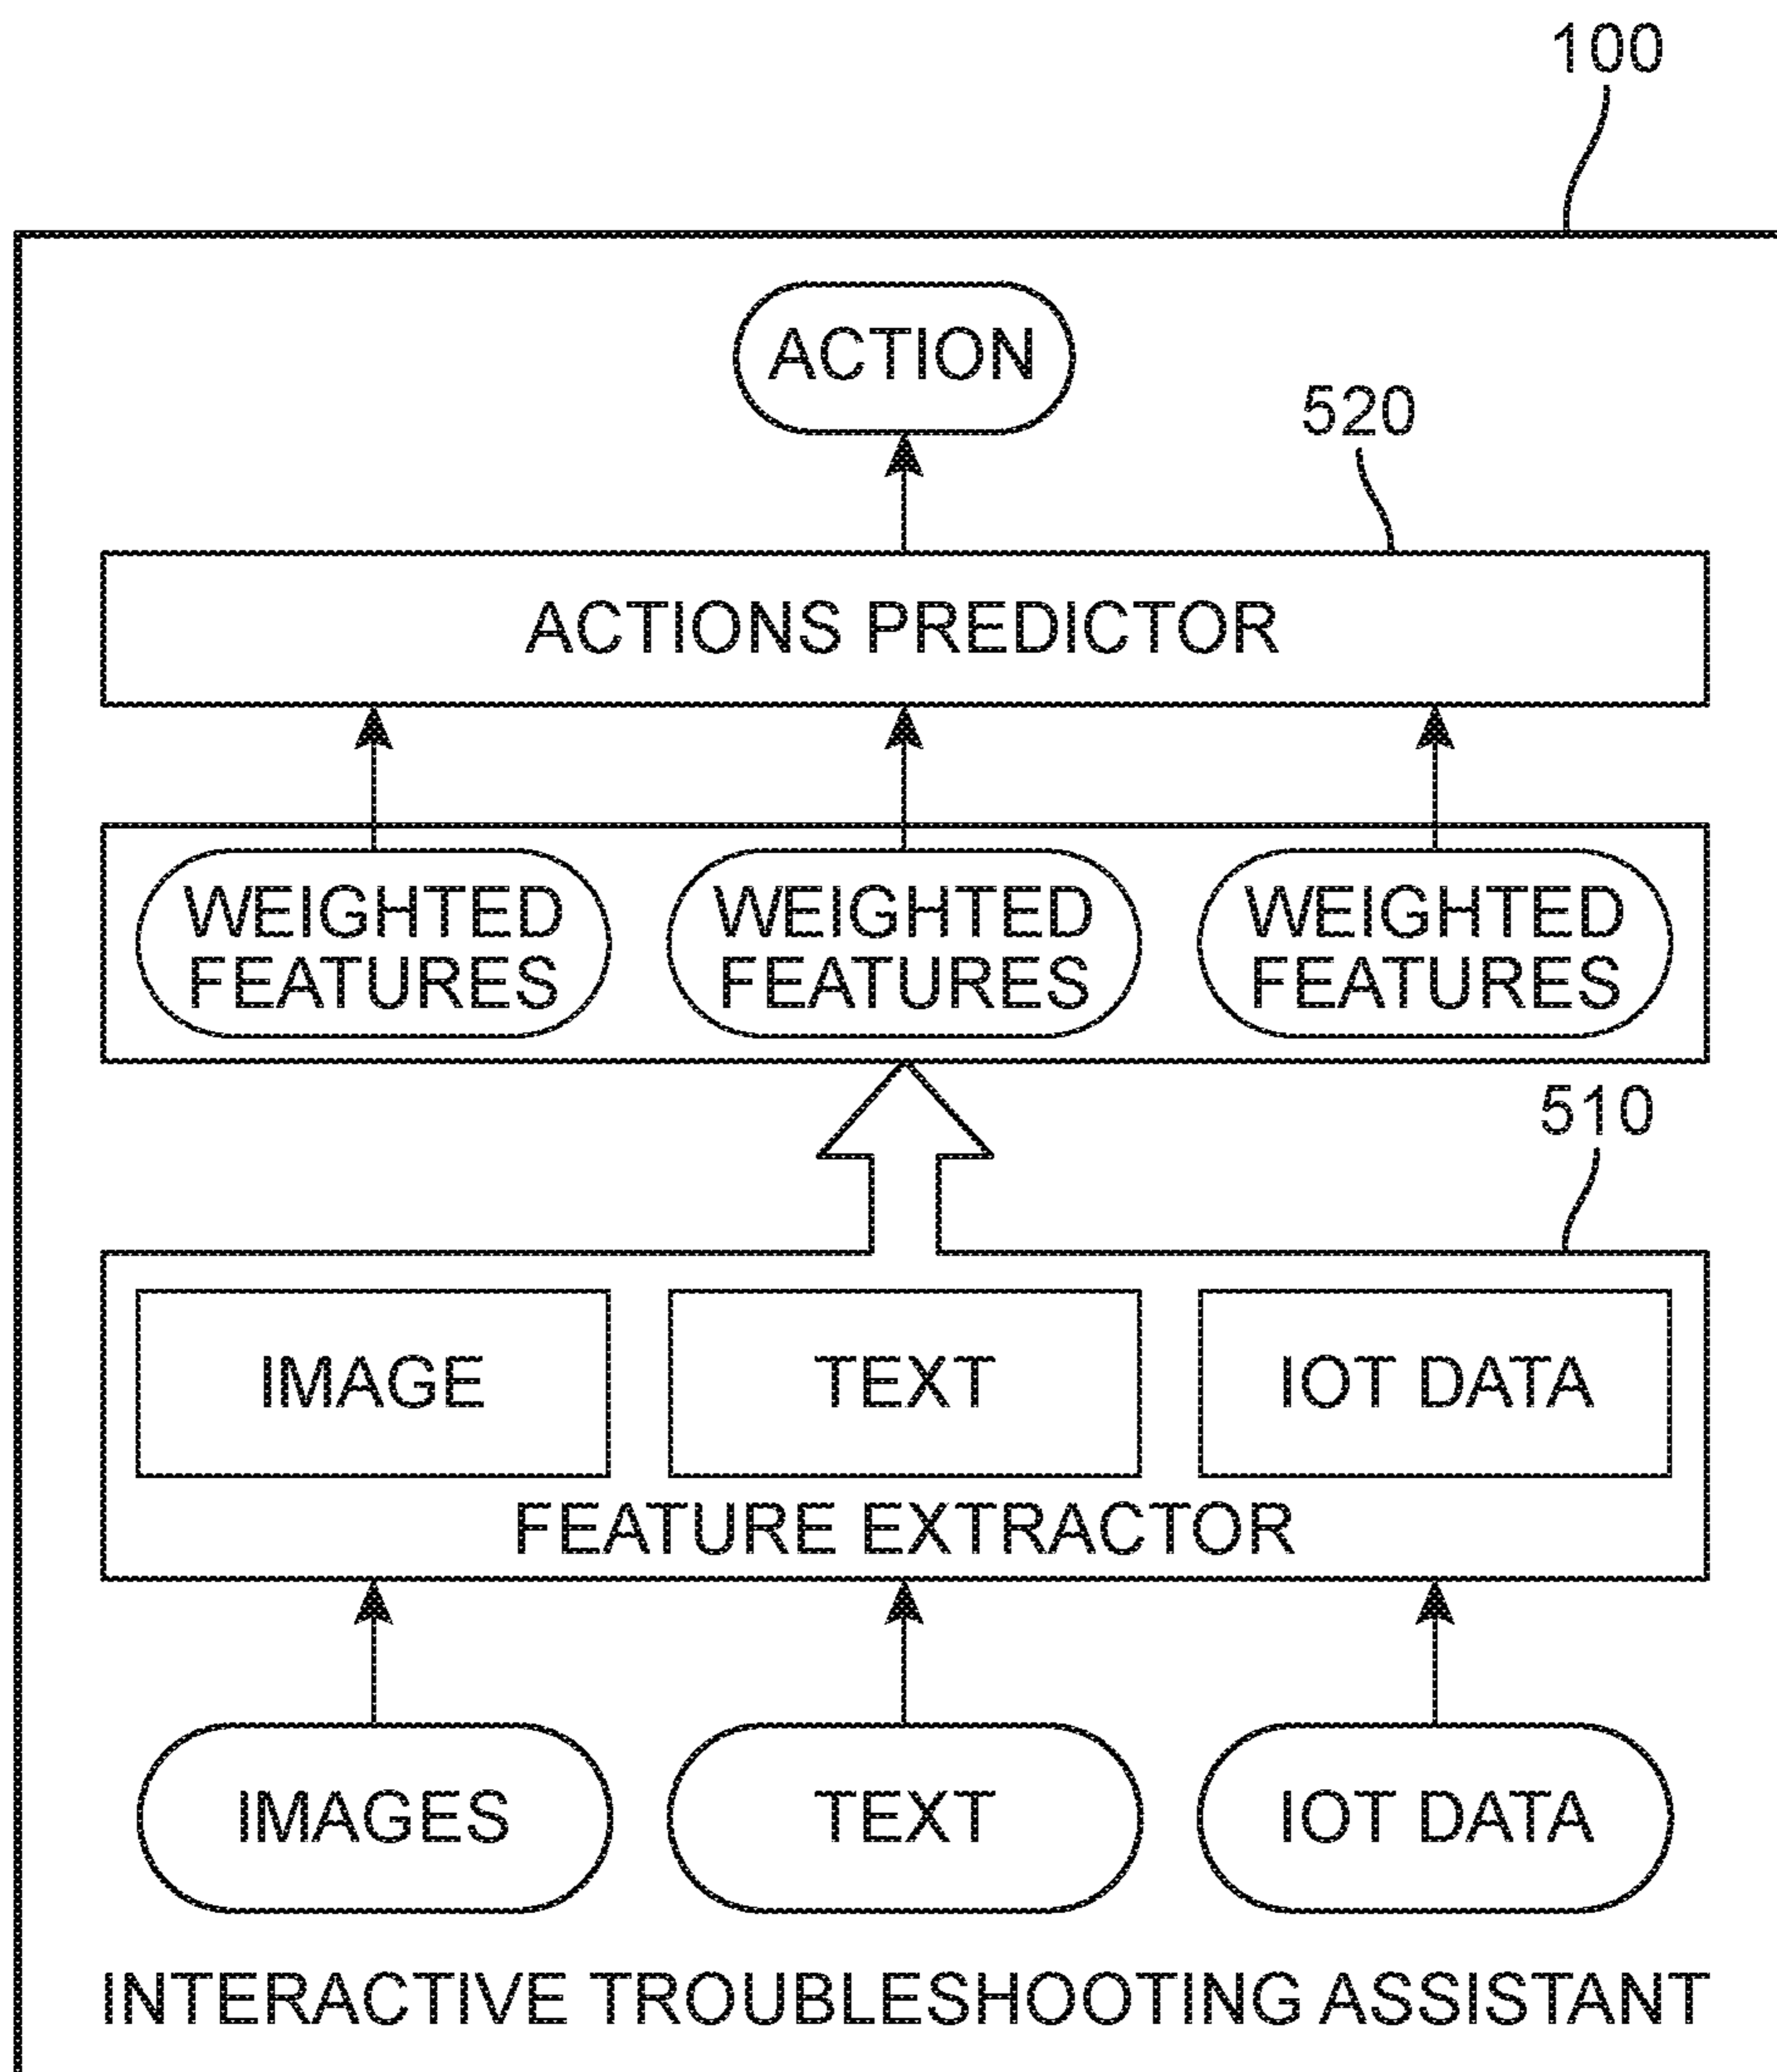 100
ACTION
520
ACTIONS PREDICTOR
WEIGHTED
FEATURES
WEIGHTED
FEATURES
WEIGHTED
FEATURES
510
IMAGE
TEXT
IOT DATA
FEATURE EXTRACTOR
IMAGES
TEXT
IOT DATA
INTERACTIVE TROUBLESHOOTING ASSISTANT